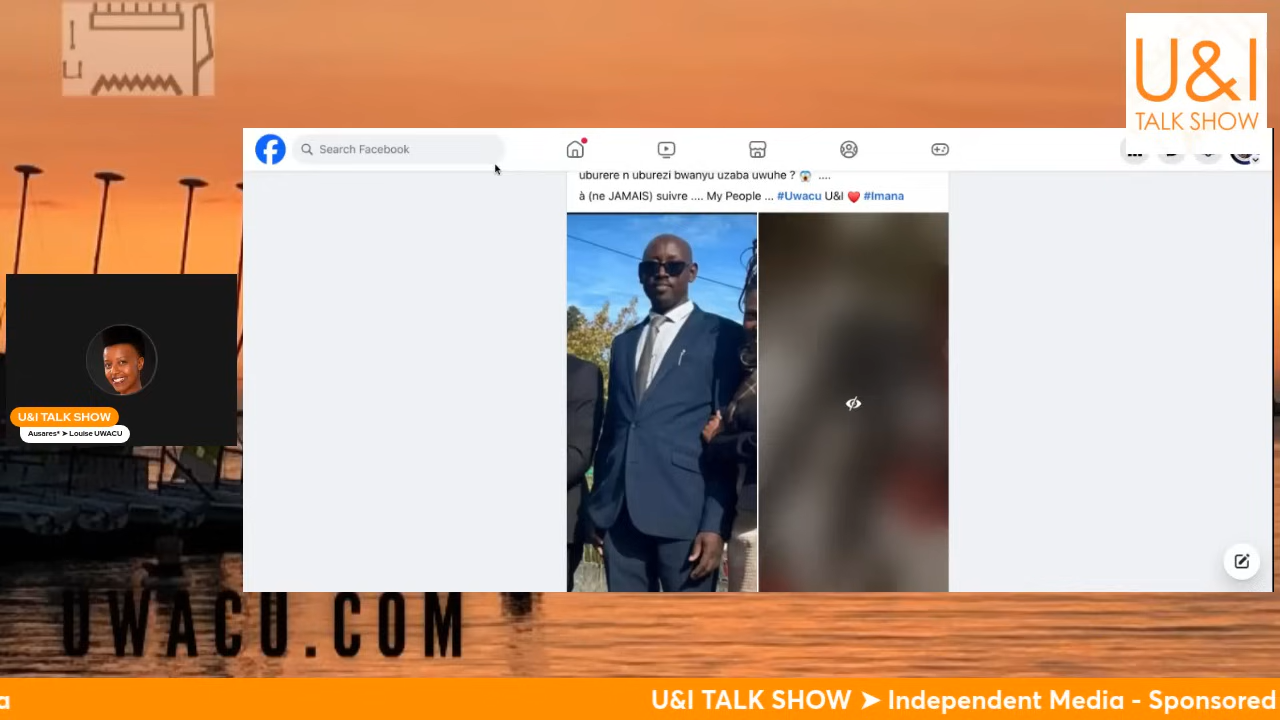 U&I
TALK SHOW
Search Facebook
uburere n uburezi bwanyu uzaba uwuhe ? 😱 ....
à (ne JAMAIS) suivre .... My People ... #Uwacu U&I ❤️ #Imana
U&I TALK SHOW
Ausares* ➤ Louise UWACU
UWACU.COM
a
U&I TALK SHOW ➤ Independent Media - Sponsored